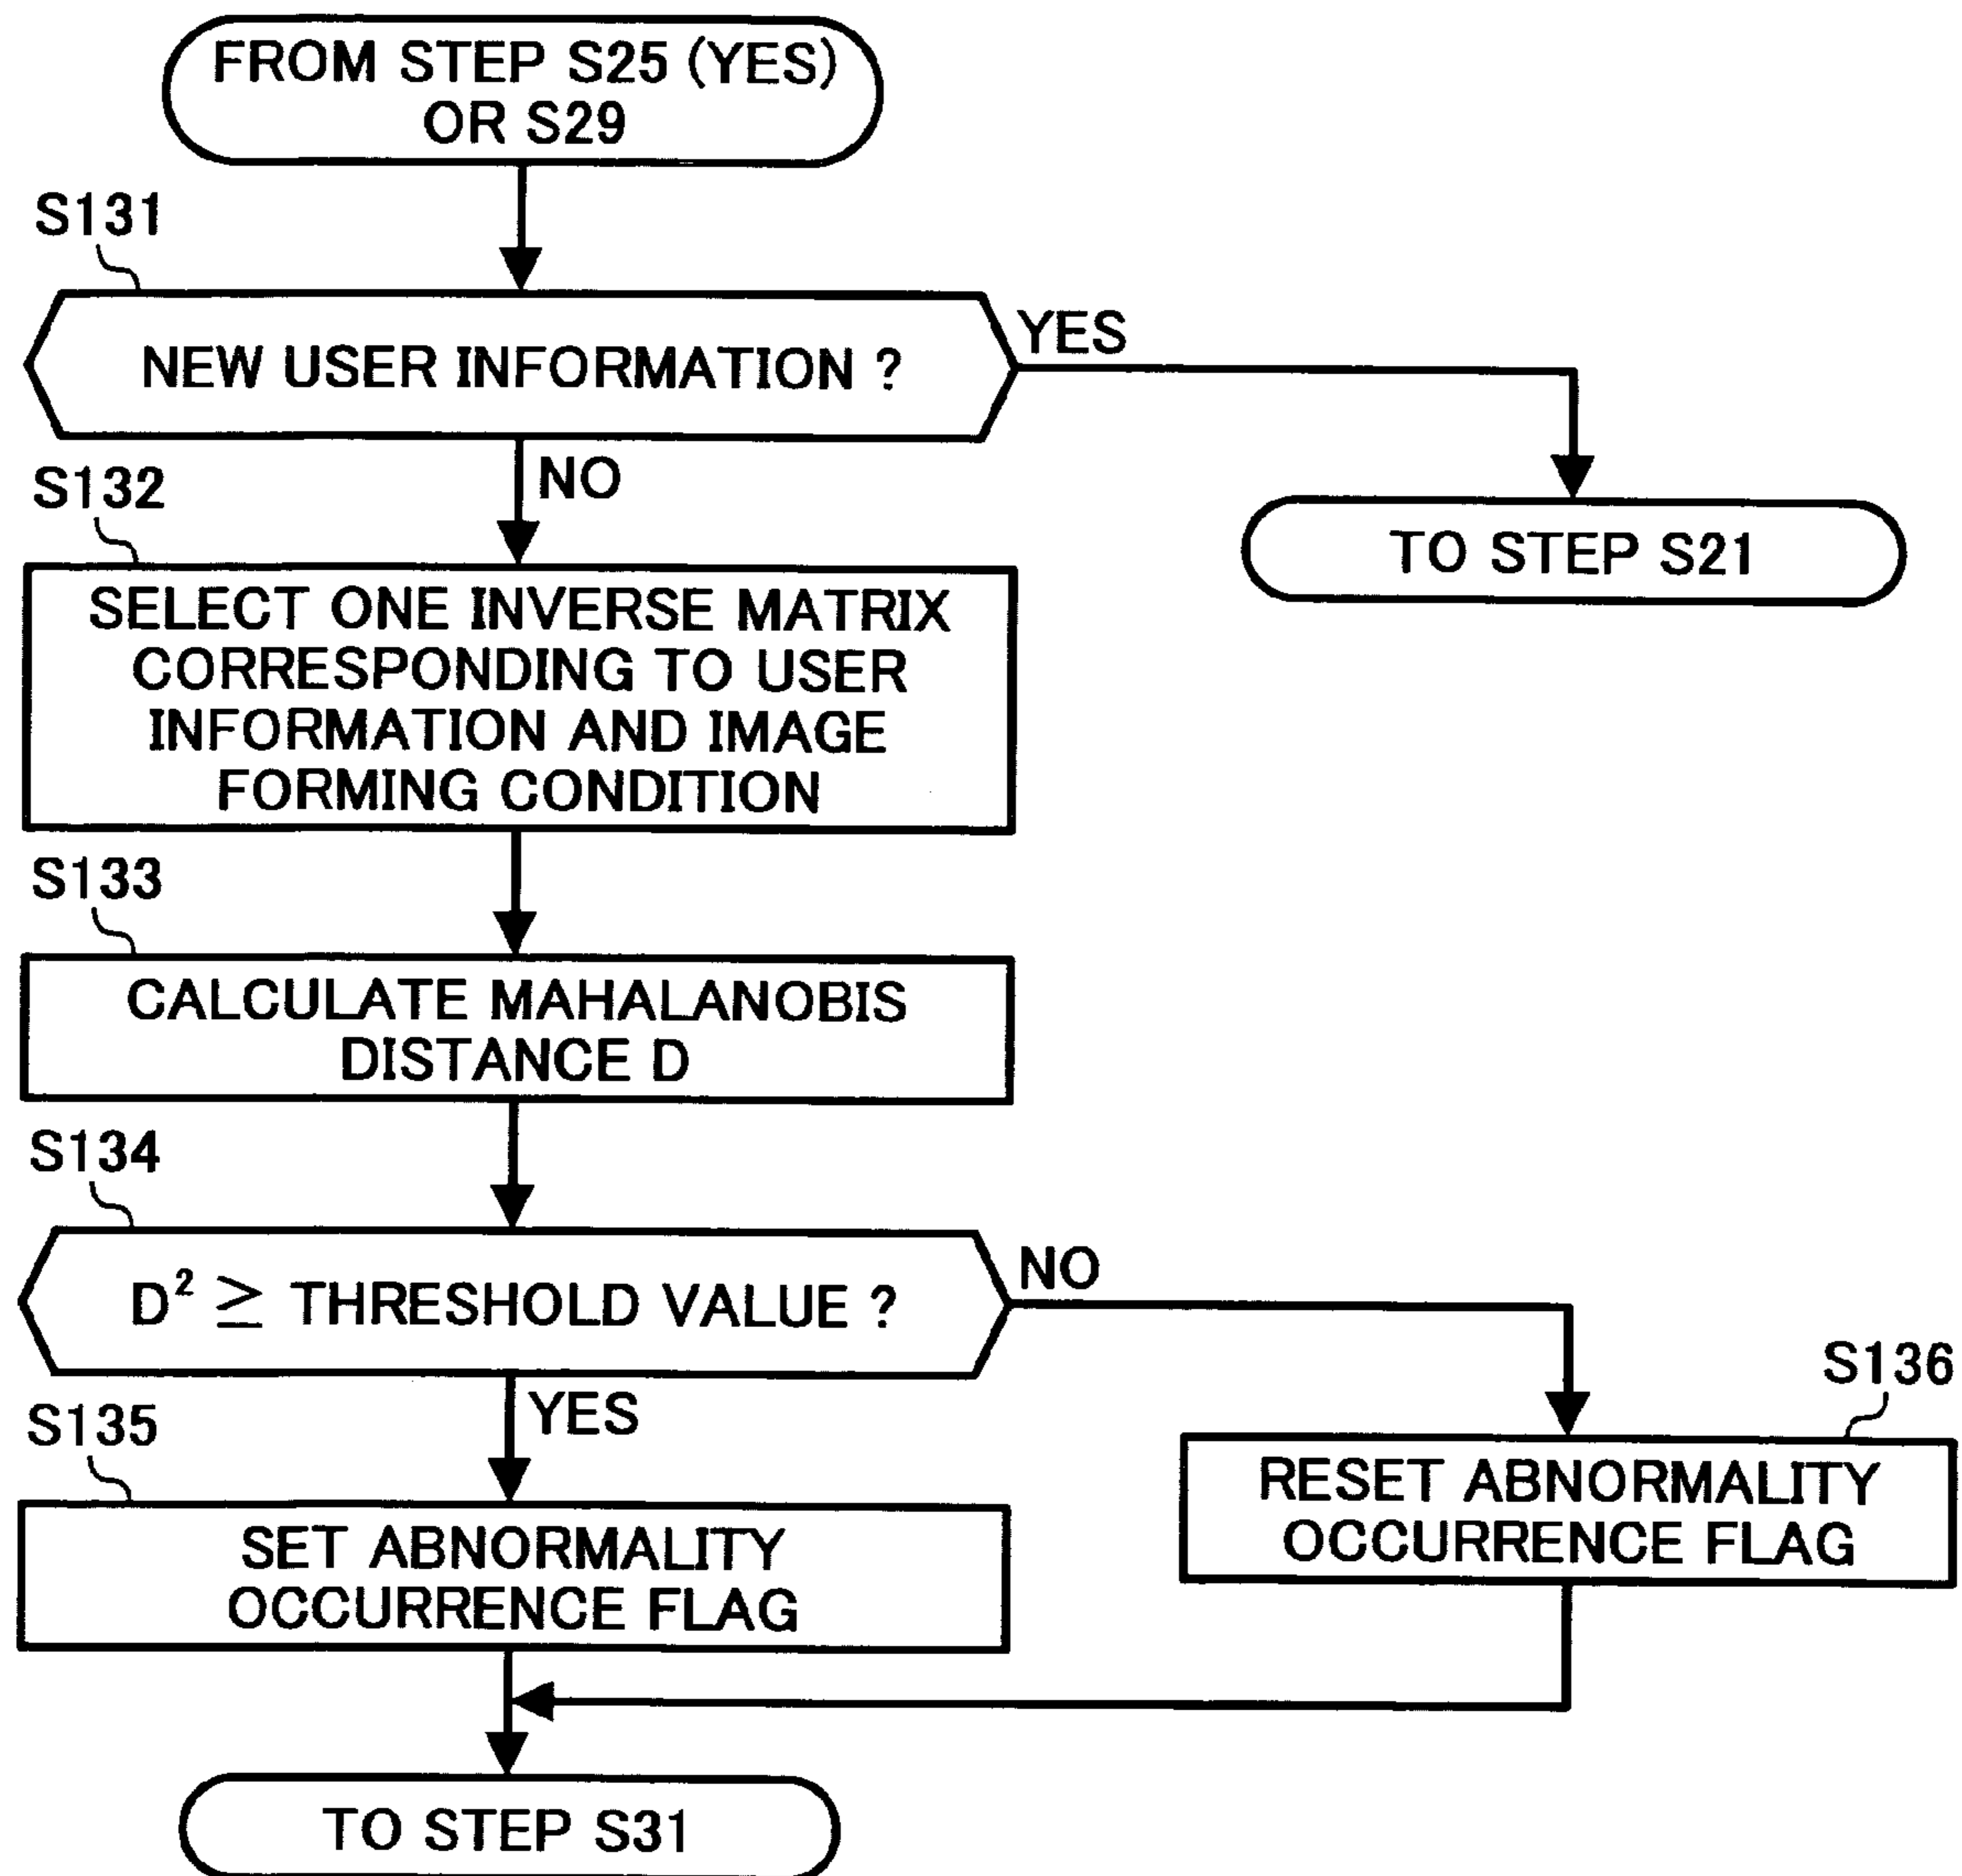 FROM STEP S25 (YES)
OR S29
S131
NEW USER INFORMATION ?
YES
NO
TO STEP S21
S132
SELECT ONE INVERSE MATRIX
CORRESPONDING TO USER
INFORMATION AND IMAGE
FORMING CONDITION
S133
CALCULATE MAHALANOBIS
DISTANCE D
S134
D² ≥ THRESHOLD VALUE ?
NO
YES
S135
SET ABNORMALITY
OCCURRENCE FLAG
S136
RESET ABNORMALITY
OCCURRENCE FLAG
TO STEP S31